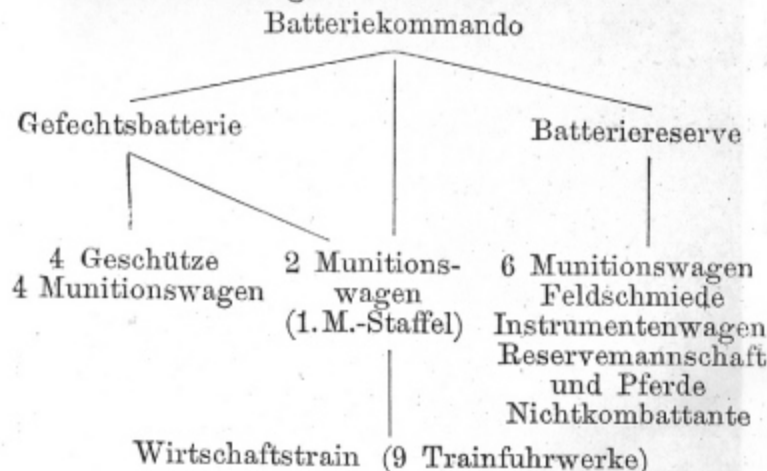 Batteriekommando
Gefechtsbatterie
Batteriereserve
4 Geschütze
4 Munitionswagen
2 Munitions-
wagen
(1. M.-Staffel)
6 Munitionswagen
Feldschmiede
Instrumentenwagen
Reservemannschaft
und Pferde
Nichtkombattante
Wirtschaftstrain (9 Trainfuhrwerke)